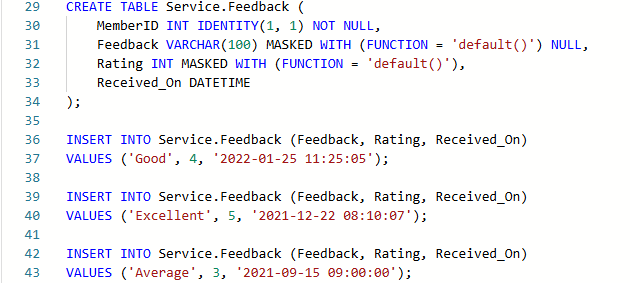 29 CREATE TABLE Service.Feedback (
30     MemberID INT IDENTITY(1, 1) NOT NULL,
31     Feedback VARCHAR(100) MASKED WITH (FUNCTION = 'default()') NULL,
32     Rating INT MASKED WITH (FUNCTION = 'default()'),
33     Received_On DATETIME
34 );
35
36 INSERT INTO Service.Feedback (Feedback, Rating, Received_On)
37 VALUES ('Good', 4, '2022-01-25 11:25:05');
38
39 INSERT INTO Service.Feedback (Feedback, Rating, Received_On)
40 VALUES ('Excellent', 5, '2021-12-22 08:10:07');
41
42 INSERT INTO Service.Feedback (Feedback, Rating, Received_On)
43 VALUES ('Average', 3, '2021-09-15 09:00:00');